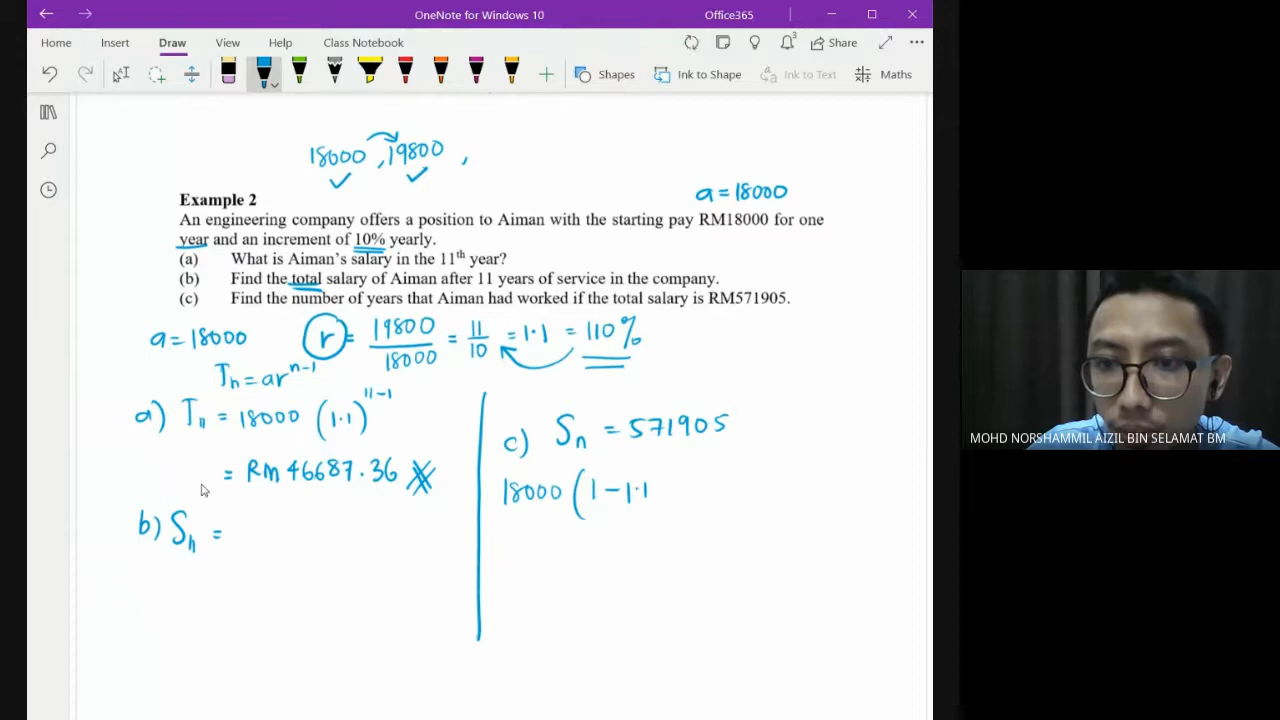 OneNote for Windows 10
Office365
Home Insert Draw View Help Class Notebook
3 Share
Shapes Ink to Shape Ink to Text Maths
18000 , 19800 ,
a = 18000
Example 2
An engineering company offers a position to Aiman with the starting pay RM18000 for one
year and an increment of 10% yearly.
(a) What is Aiman's salary in the 11th year?
(b) Find the total salary of Aiman after 11 years of service in the company.
(c) Find the number of years that Aiman had worked if the total salary is RM571905.
a = 18000 r = 19800/18000 = 11/10 = 1.1 = 110%
Tn = ar^n-1
a) T11 = 18000 (1.1)^11-1
= RM 46687.36
b) S11 =
c) Sn = 571905
18000 (1 - 1.1
MOHD NORSHAMMIL AIZIL BIN SELAMAT BM